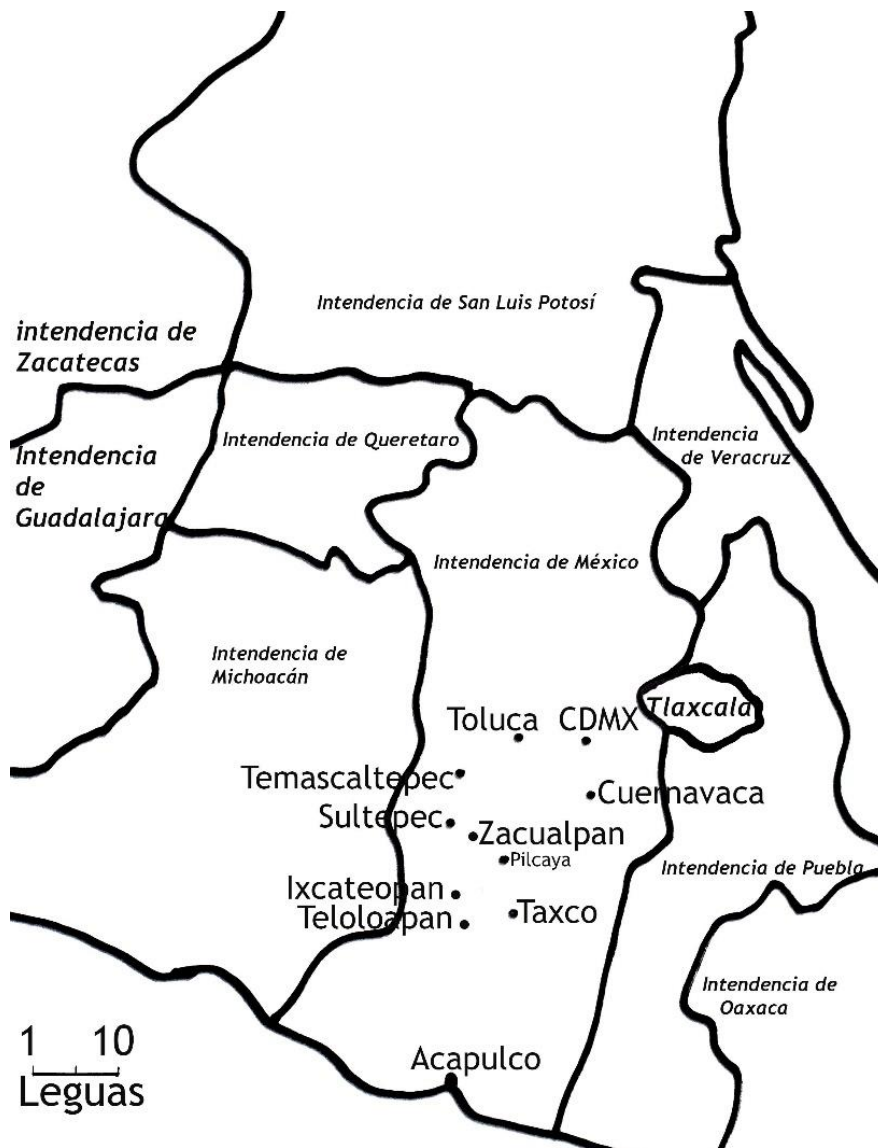 Intendencia de San Luis Potosí
intendencia de
Zacatecas
Intendencia de Queretaro
Intendencia
de Veracruz
Intendencia
de
Guadalajara
Intendencia de México
Intendencia de
Michoacán
Tlaxcala
Toluca
CDMX
Temascaltepec
Cuernavaca
Sultepec
Zacualpan
Pilcaya
Intendencia de Puebla
Ixcateopan
Teloloapan
Taxco
Intendencia de
Oaxaca
1 10
Leguas
Acapulco